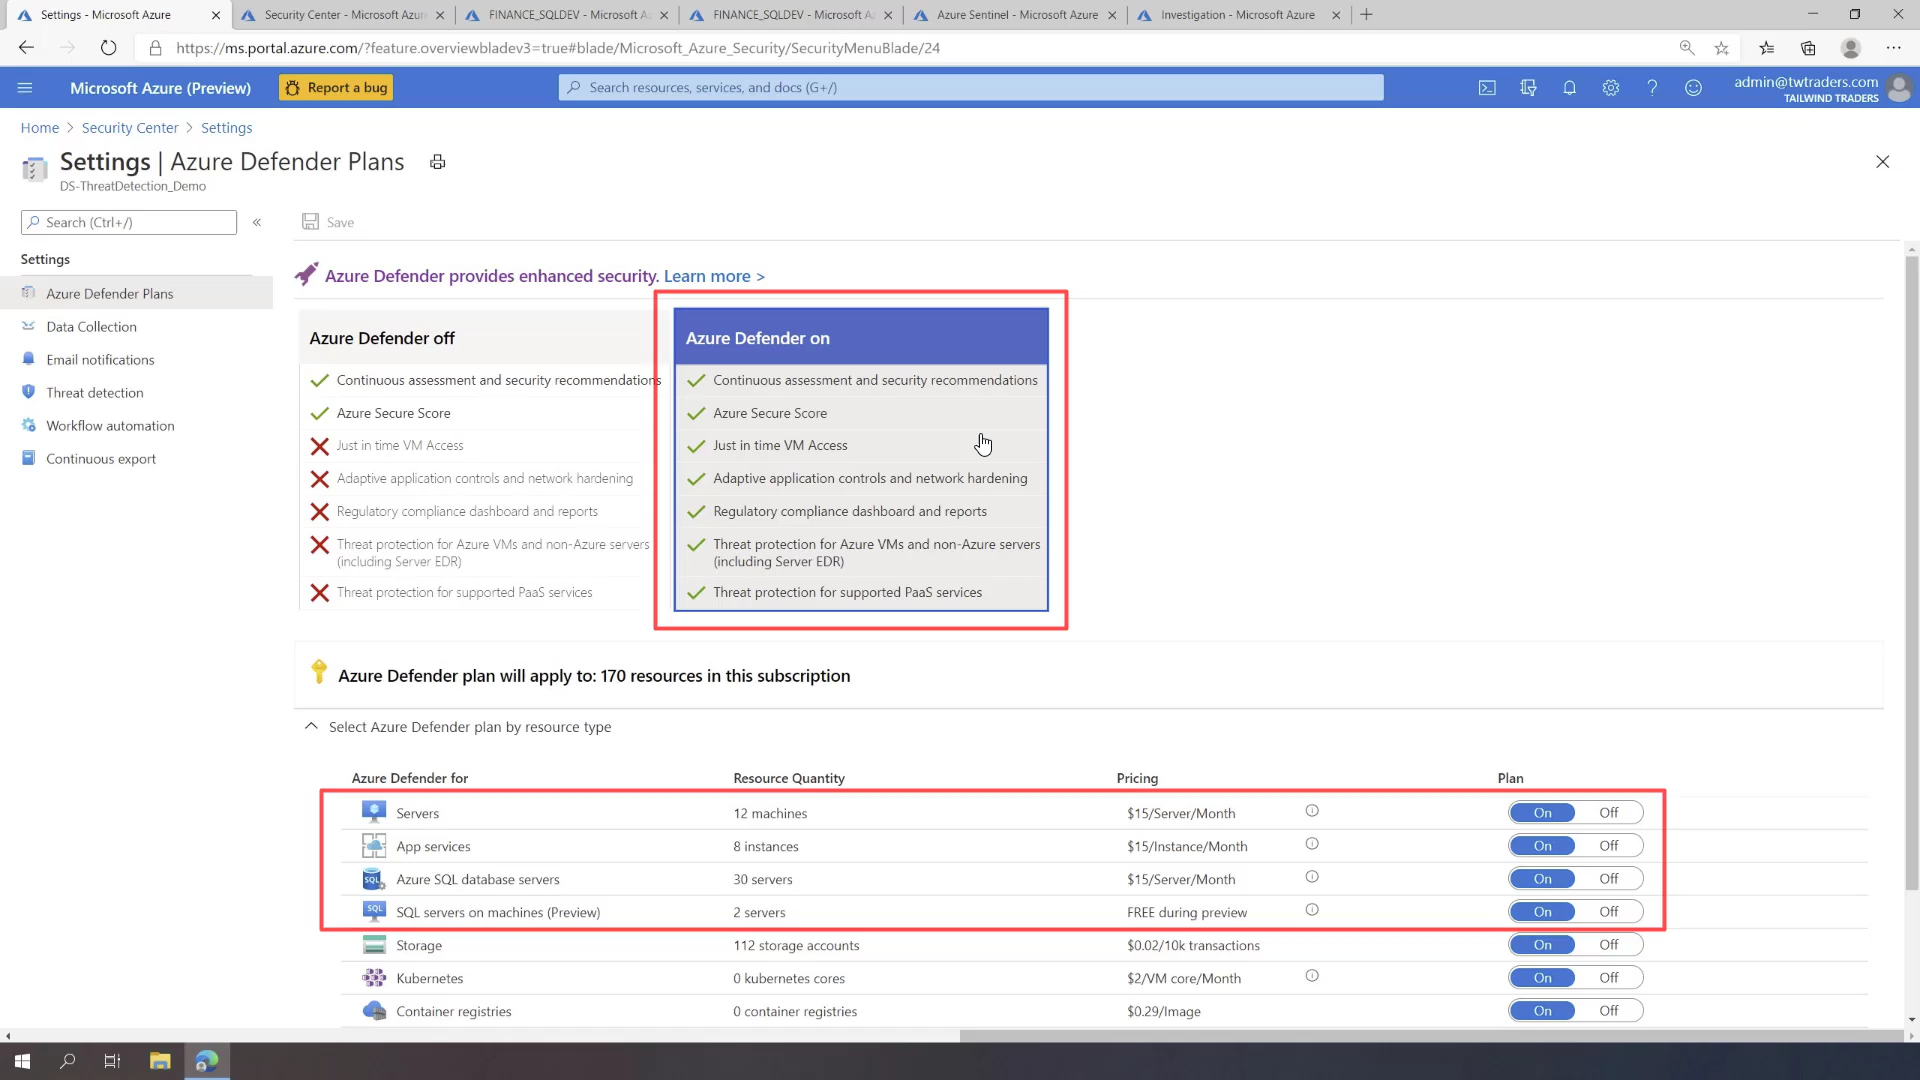 Settings - Microsoft Azure
Security Center - Microsoft Azur
FINANCE_SQLDEV - Microsoft A
FINANCE_SQLDEV - Microsoft A
Azure Sentinel - Microsoft Azure
Investigation - Microsoft Azure
https://ms.portal.azure.com/?feature.overviewbladev3=true#blade/Microsoft_Azure_Security/SecurityMenuBlade/24
Microsoft Azure (Preview)
Report a bug
Search resources, services, and docs (G+/)
admin@twtraders.com
TAILWIND TRADERS
Home > Security Center > Settings
Settings | Azure Defender Plans
DS-ThreatDetection_Demo
Search (Ctrl+/)
«
Save
Settings
Azure Defender Plans
Data Collection
Email notifications
Threat detection
Workflow automation
Continuous export
Azure Defender provides enhanced security. Learn more >
Azure Defender off
Continuous assessment and security recommendations
Azure Secure Score
Just in time VM Access
Adaptive application controls and network hardening
Regulatory compliance dashboard and reports
Threat protection for Azure VMs and non-Azure servers
(including Server EDR)
Threat protection for supported PaaS services
Azure Defender on
Continuous assessment and security recommendations
Azure Secure Score
Just in time VM Access
Adaptive application controls and network hardening
Regulatory compliance dashboard and reports
Threat protection for Azure VMs and non-Azure servers
(including Server EDR)
Threat protection for supported PaaS services
Azure Defender plan will apply to: 170 resources in this subscription
Select Azure Defender plan by resource type
Azure Defender for Resource Quantity Pricing Plan
Servers 12 machines $15/Server/Month On Off
App services 8 instances $15/Instance/Month On Off
SQL Azure SQL database servers 30 servers $15/Server/Month On Off
SQL SQL servers on machines (Preview) 2 servers FREE during preview On Off
Storage 112 storage accounts $0.02/10k transactions On Off
Kubernetes 0 kubernetes cores $2/VM core/Month On Off
Container registries 0 container registries $0.29/Image On Off